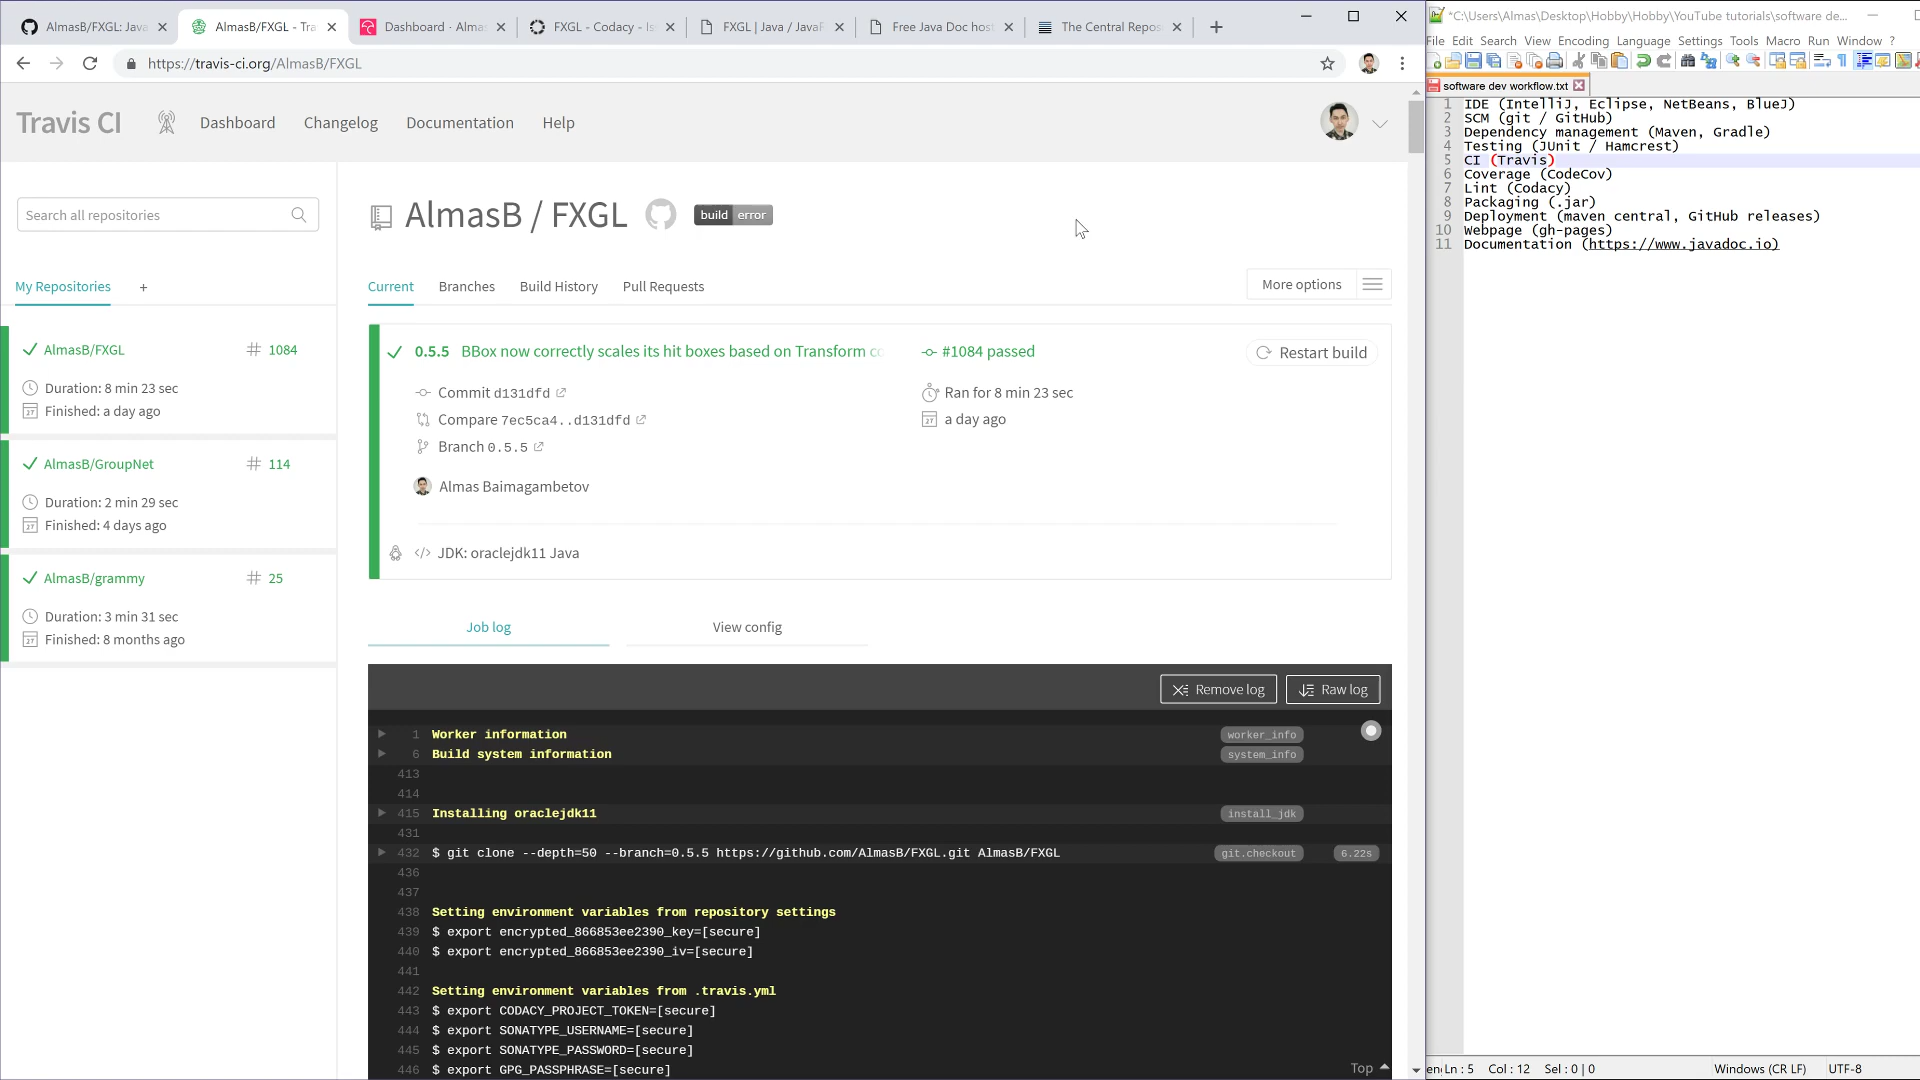 AlmasB/FXGL: Java
AlmasB/FXGL - Tra
Dashboard · Almas
FXGL - Codacy - Is
FXGL | Java / JavaF
Free Java Doc host
The Central Repos
https://travis-ci.org/AlmasB/FXGL
Travis CI
Dashboard
Changelog
Documentation
Help
Search all repositories
My Repositories +
AlmasB/FXGL # 1084
Duration: 8 min 23 sec
Finished: a day ago
AlmasB/GroupNet # 114
Duration: 2 min 29 sec
Finished: 4 days ago
AlmasB/grammy # 25
Duration: 3 min 31 sec
Finished: 8 months ago
AlmasB / FXGL build error
Current Branches Build History Pull Requests More options
0.5.5 BBox now correctly scales its hit boxes based on Transform co
#1084 passed
Restart build
Commit d131dfd
Compare 7ec5ca4..d131dfd
Branch 0.5.5
Ran for 8 min 23 sec
a day ago
Almas Baimagambetov
</> JDK: oraclejdk11 Java
Job log View config
Remove log Raw log
1 Worker information worker_info
6 Build system information system_info
413
414
415 Installing oraclejdk11 install_jdk
431
432 $ git clone --depth=50 --branch=0.5.5 https://github.com/AlmasB/FXGL.git AlmasB/FXGL git.checkout 6.22s
436
437
438 Setting environment variables from repository settings
439 $ export encrypted_866853ee2390_key=[secure]
440 $ export encrypted_866853ee2390_iv=[secure]
441
442 Setting environment variables from .travis.yml
443 $ export CODACY_PROJECT_TOKEN=[secure]
444 $ export SONATYPE_USERNAME=[secure]
445 $ export SONATYPE_PASSWORD=[secure]
446 $ export GPG_PASSPHRASE=[secure]
Top
*C:\Users\Almas\Desktop\Hobby\Hobby\YouTube tutorials\software de...
File Edit Search View Encoding Language Settings Tools Macro Run Window ?
software dev workflow.txt
1 IDE (IntelliJ, Eclipse, NetBeans, BlueJ)
2 SCM (git / GitHub)
3 Dependency management (Maven, Gradle)
4 Testing (JUnit / Hamcrest)
5 CI (Travis)
6 Coverage (CodeCov)
7 Lint (Codacy)
8 Packaging (.jar)
9 Deployment (maven central, GitHub releases)
10 Webpage (gh-pages)
11 Documentation (https://www.javadoc.io)
Ln : 5 Col : 12 Sel : 0 | 0 Windows (CR LF) UTF-8